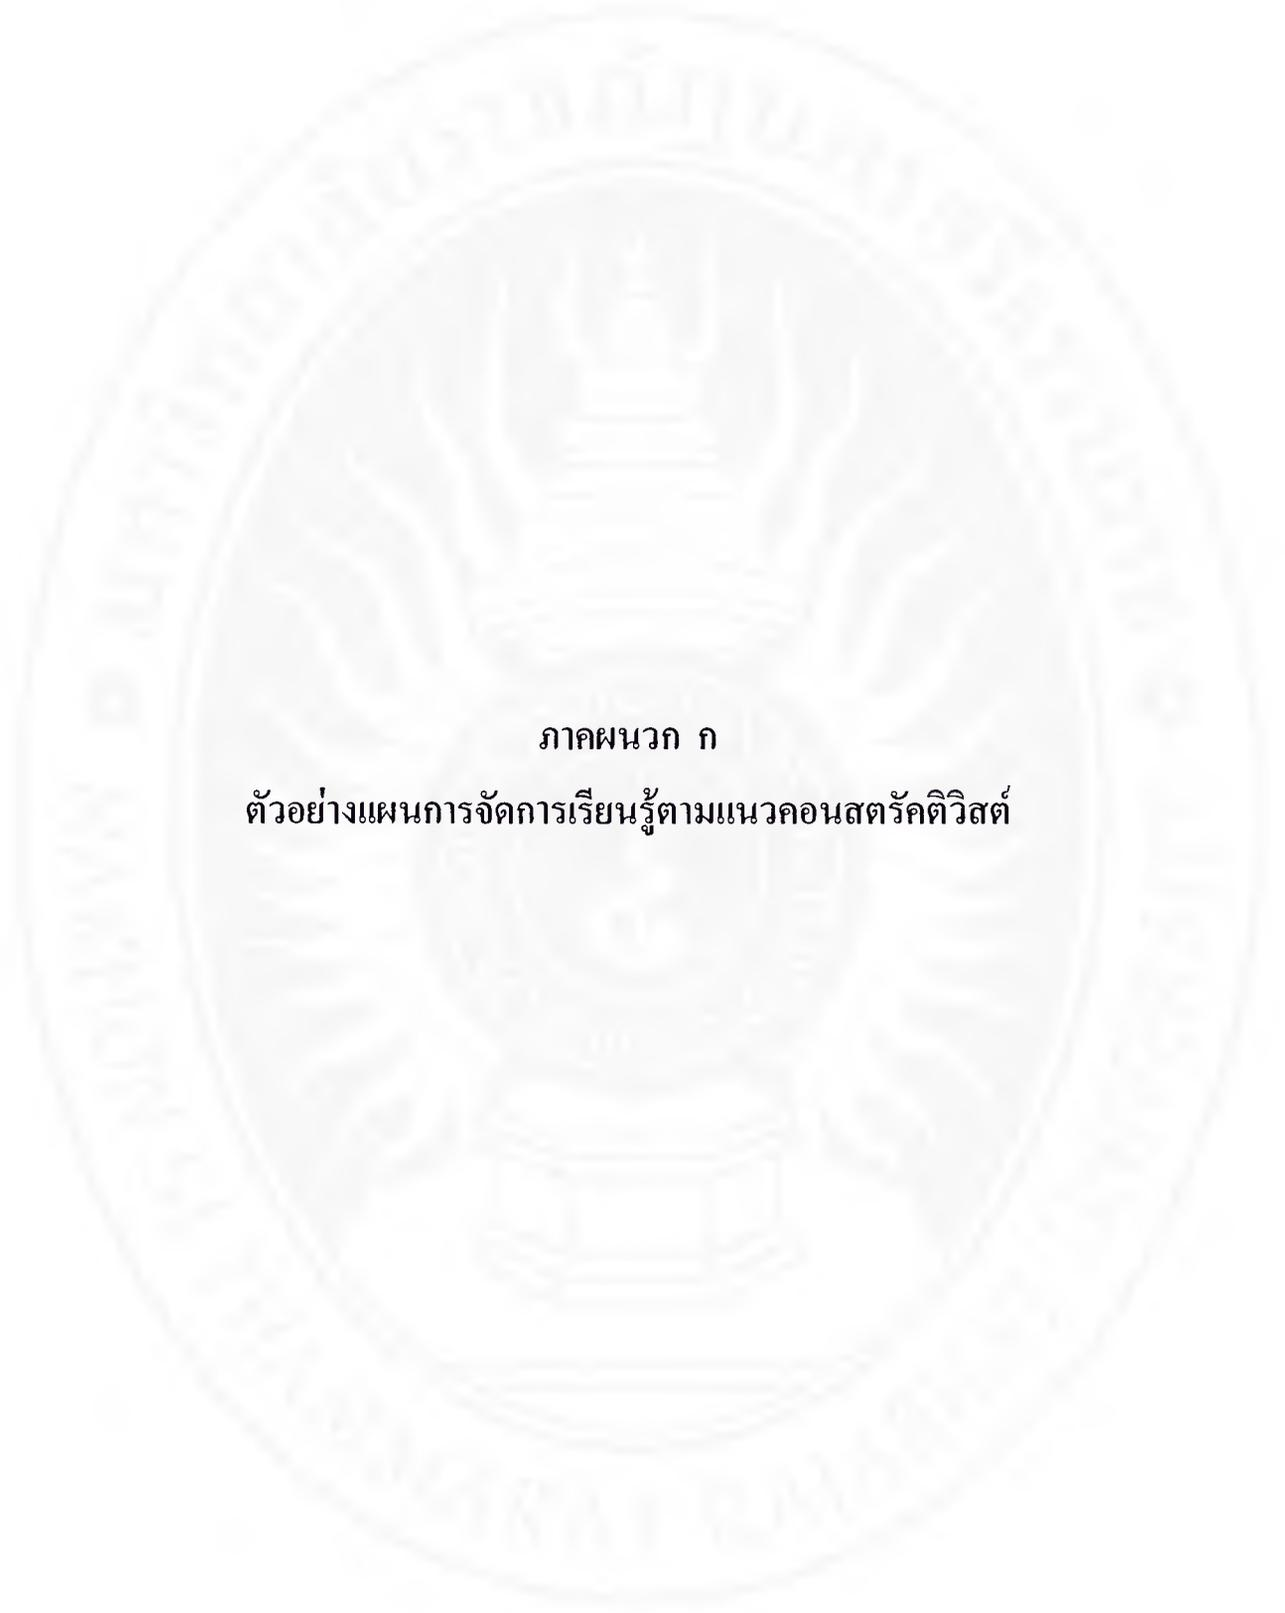 ภาคผนวก ก
ตัวอย่างแผนการจัดการเรียนรู้ตามแนวคอนสตรัคติวิสต์